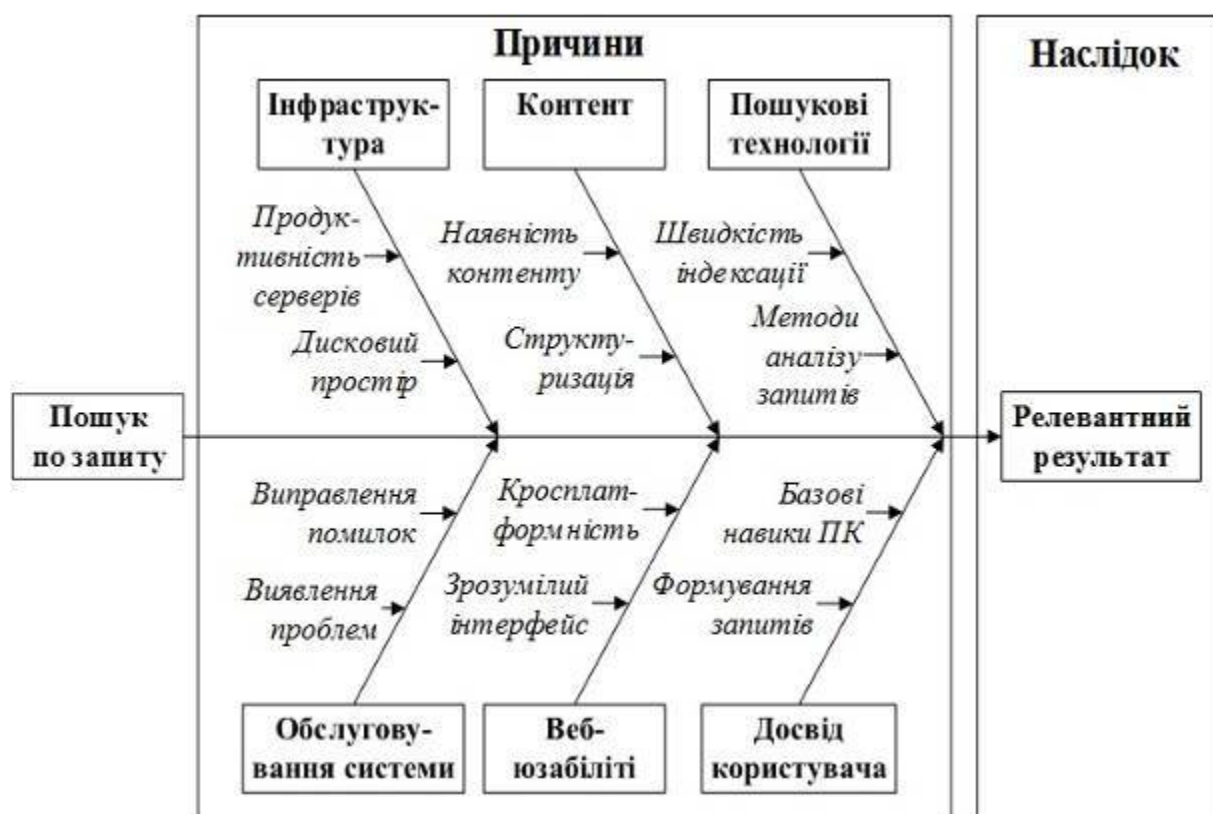 Причини
Наслідок
Інфраструк-
тура
Контент
Пошукові
технології
Продук-
тивність
серверів
Дисковий
простір
Наявність
контенту
Структу-
ризація
Швидкість
індексації
Методи
аналізу
запитів
Пошук
по запиту
Релевантний
результат
Виправлення
помилок
Виявлення
проблем
Кросплат-
формність
Зрозумілий
інтерфейс
Базові
навики ПК
Формування
запитів
Обслугову-
вання системи
Веб-
юзабіліті
Досвід
користувача